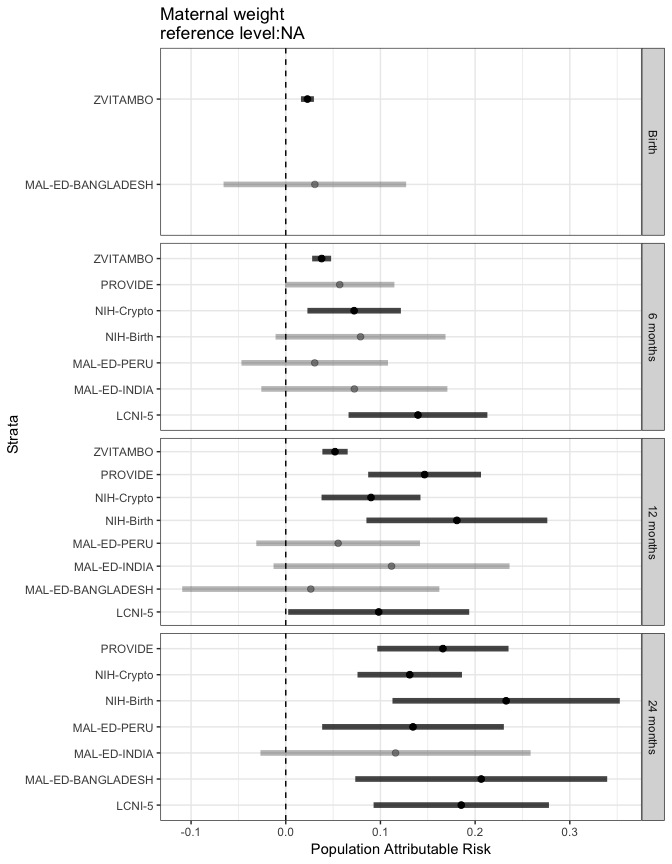 Maternal weight
reference level:NA
ZVITAMBO
MAL-ED-BANGLADESH
Birth
ZVITAMBO
PROVIDE
NIH-Crypto
NIH-Birth
MAL-ED-PERU
MAL-ED-INDIA
LCNI-5
6 months
Strata
ZVITAMBO
PROVIDE
NIH-Crypto
NIH-Birth
MAL-ED-PERU
MAL-ED-INDIA
MAL-ED-BANGLADESH
LCNI-5
12 months
PROVIDE
NIH-Crypto
NIH-Birth
MAL-ED-PERU
MAL-ED-INDIA
MAL-ED-BANGLADESH
LCNI-5
24 months
-0.1 0.0 0.1 0.2 0.3
Population Attributable Risk